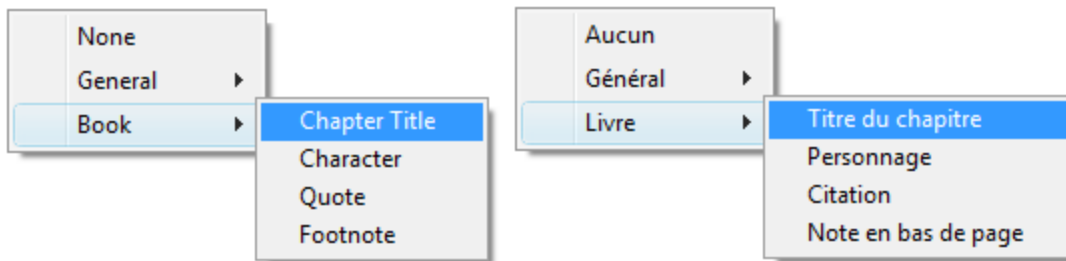 None
General
Book
Chapter Title
Character
Quote
Footnote
Aucun
Général
Livre
Titre du chapitre
Personnage
Citation
Note en bas de page